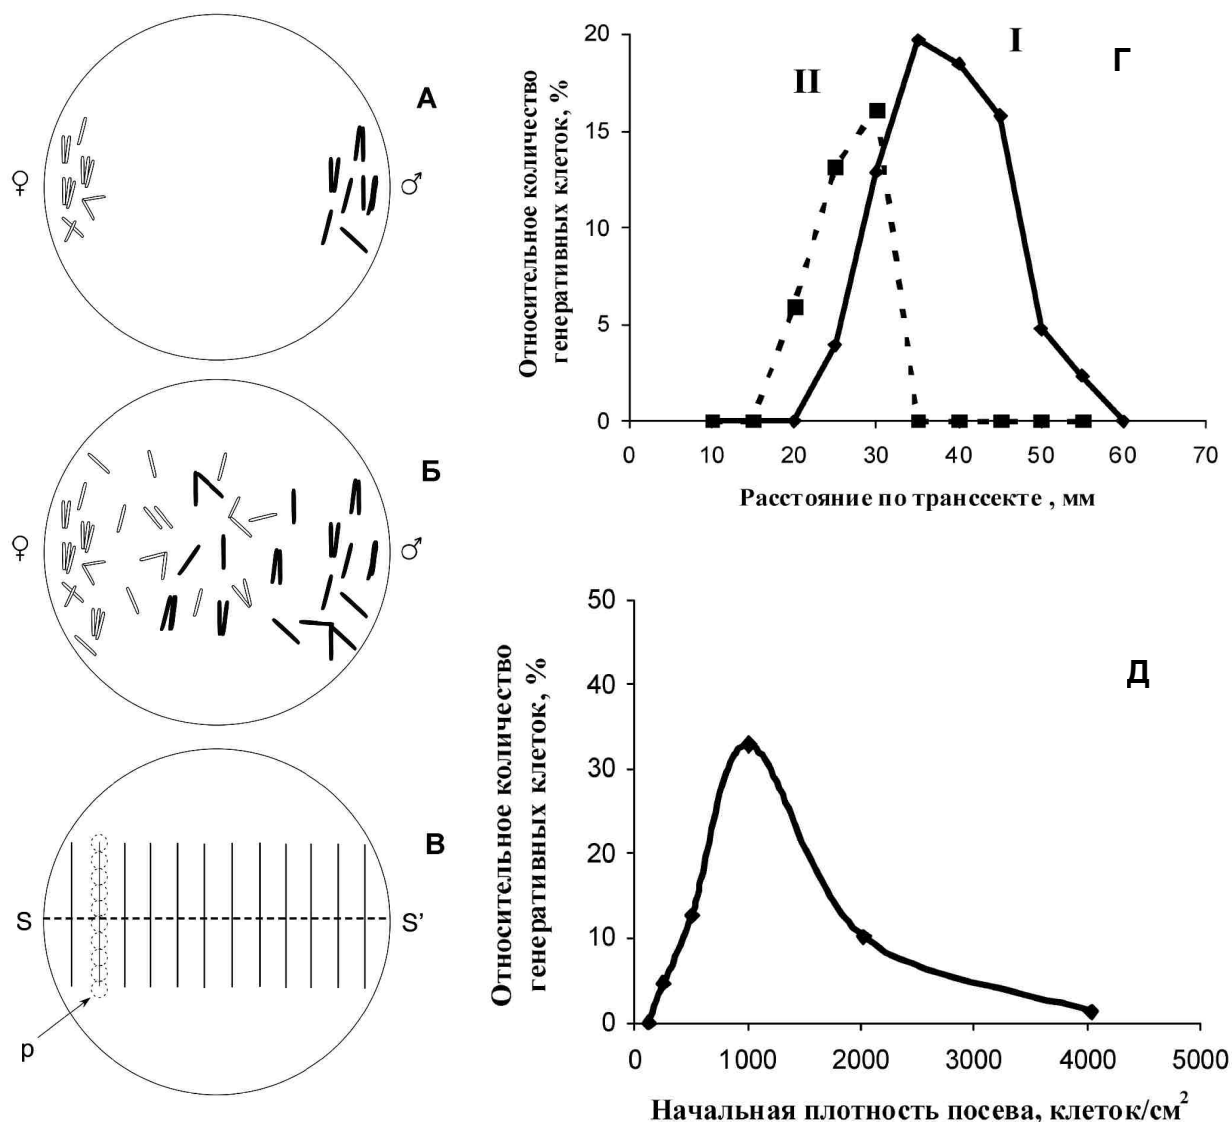 А
♀
♂
Б
♀
♂
В
S
S’
р
Относительное количество
генеративных клеток, %
20
15
10
5
0
0
10
20
30
40
50
60
70
I
II
Г
Расстояние по транссекте , мм
Относительное количество
генеративных клеток, %
50
40
30
20
10
0
0
1000
2000
3000
4000
5000
Д
Начальная плотность посева, клеток/см²